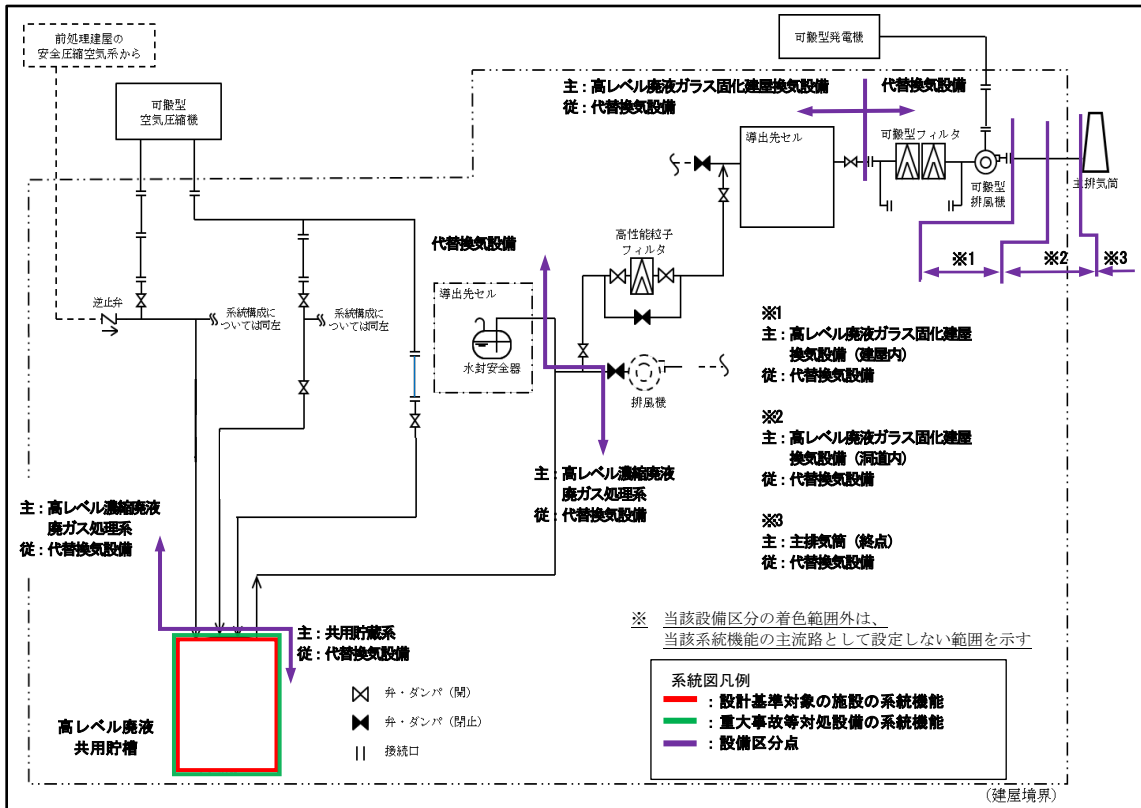 前処理建屋の
安全圧縮空気系から
可搬型
空気圧縮機
可搬型発電機
主：高レベル廃液ガラス固化建屋換気設備
従：代替換気設備
代替換気設備
導出先セル
可搬型フィルタ
可搬型
排風機
主排気筒
※1
※2
※3
高性能粒子
フィルタ
代替換気設備
導出先セル
水封安全器
排風機
逆止弁
系統構成に
ついては同左
系統構成に
ついては同左
※1
主：高レベル廃液ガラス固化建屋
換気設備（建屋内）
従：代替換気設備
※2
主：高レベル廃液ガラス固化建屋
換気設備（洞道内）
従：代替換気設備
※3
主：主排気筒（終点）
従：代替換気設備
主：高レベル濃縮廃液
廃ガス処理系
従：代替換気設備
主：高レベル濃縮廃液
廃ガス処理系
従：代替換気設備
主：共用貯蔵系
従：代替換気設備
高レベル廃液
共用貯槽
弁・ダンパ（開）
弁・ダンパ（閉止）
接続口
※　当該設備区分の着色範囲外は、
当該系統機能の主流路として設定しない範囲を示す
系統図凡例
：設計基準対象の施設の系統機能
：重大事故等対処設備の系統機能
：設備区分点
（建屋境界）